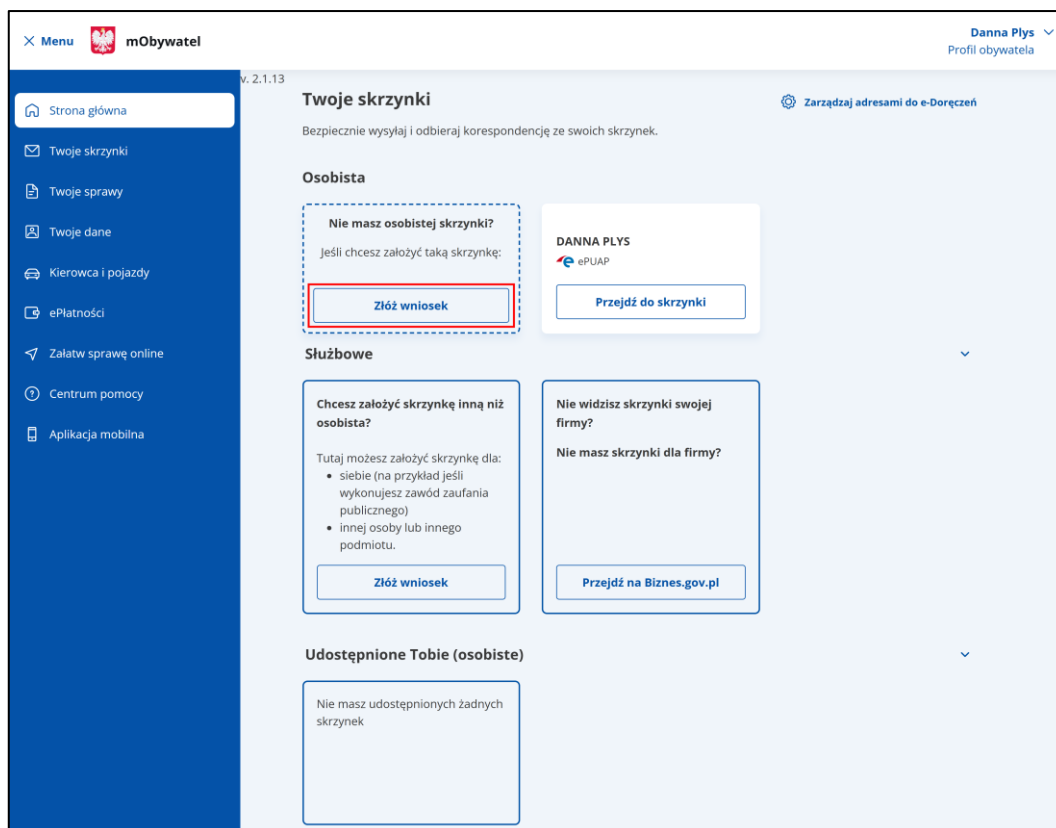 Menu
mObywatel
Danna Plys
Profil obywatela
v. 2.1.13
Strona główna
Twoje skrzynki
Twoje sprawy
Twoje dane
Kierowca i pojazdy
ePłatności
Załatw sprawę online
Centrum pomocy
Aplikacja mobilna
Twoje skrzynki
Zarządzaj adresami do e-Doręczeń
Bezpiecznie wysyłaj i odbieraj korespondencję ze swoich skrzynek.
Osobista
Nie masz osobistej skrzynki?
Jeśli chcesz założyć taką skrzynkę:
Złóż wniosek
DANNA PLYS
ePUAP
Przejdź do skrzynki
Służbowe
Chcesz założyć skrzynkę inną niż
osobista?
Tutaj możesz założyć skrzynkę dla:
• siebie (na przykład jeśli
wykonujesz zawód zaufania
publicznego)
• innej osoby lub innego
podmiotu.
Złóż wniosek
Nie widzisz skrzynki swojej
firmy?
Nie masz skrzynki dla firmy?
Przejdź na Biznes.gov.pl
Udostępnione Tobie (osobiste)
Nie masz udostępnionych żadnych
skrzynek